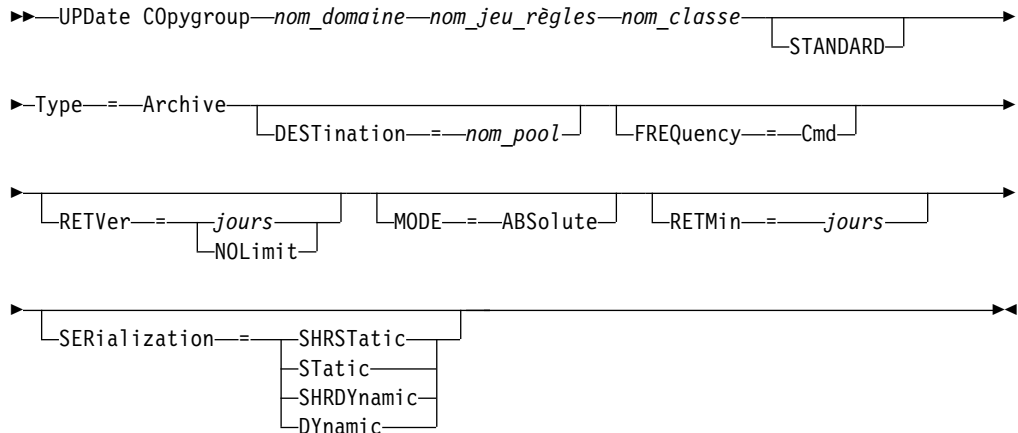 UPDate COpygroup nom_domaine nom_jeu_règles nom_classe
STANDARD
Type = Archive
DESTination = nom_pool
FREQuency = Cmd
RETVer = jours
NOLimit
MODE = ABSolute
RETMin = jours
SERialization = SHRSTatic
STatic
SHRDYnamic
DYnamic